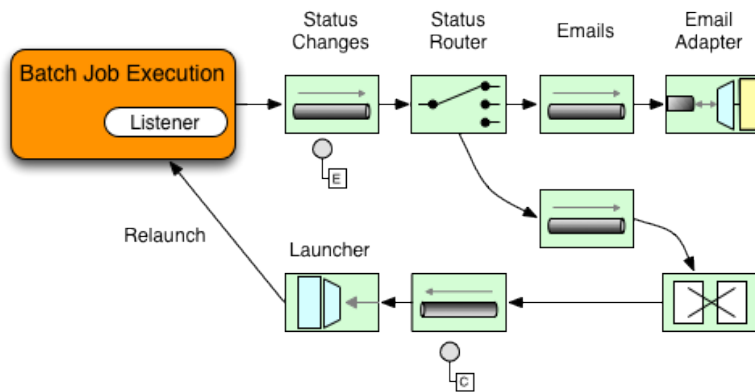 Status
Changes
Status
Router
Emails
Email
Adapter
Batch Job Execution
Listener
E
Relaunch
Launcher
C